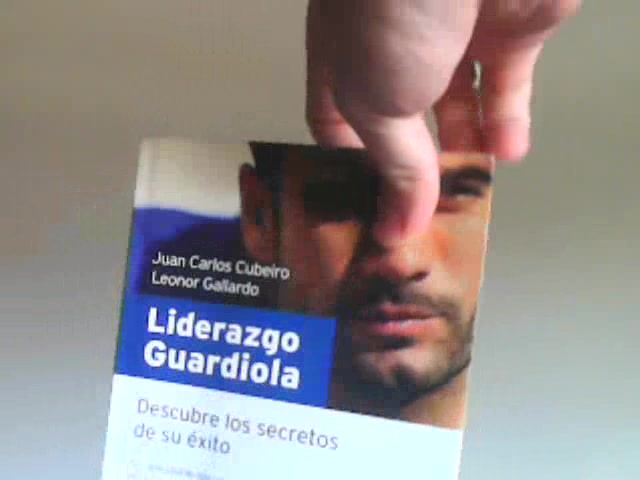 Juan Carlos Cubeiro
Leonor Gallardo
Liderazgo
Guardiola
Descubre los secretos
de su éxito